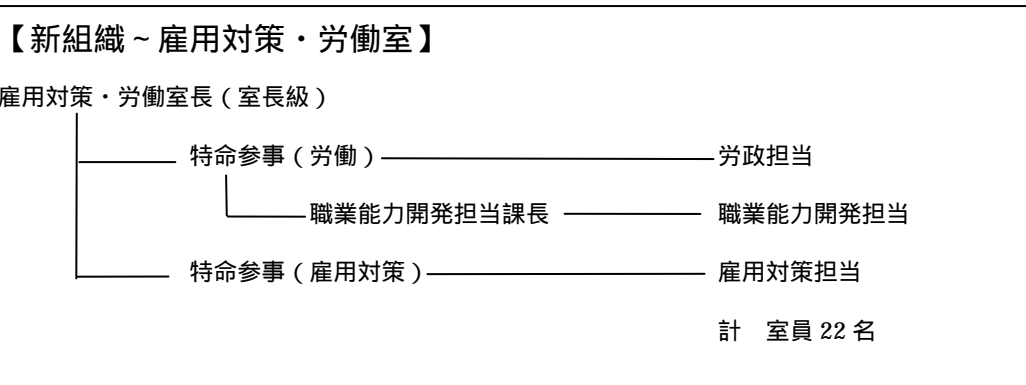 【新組織~雇用対策・労働室】
雇用対策・労働室長(室長級)
特命参事(労働) 労政担当
職業能力開発担当課長 職業能力開発担当
特命参事(雇用対策) 雇用対策担当
計 室員 22 名